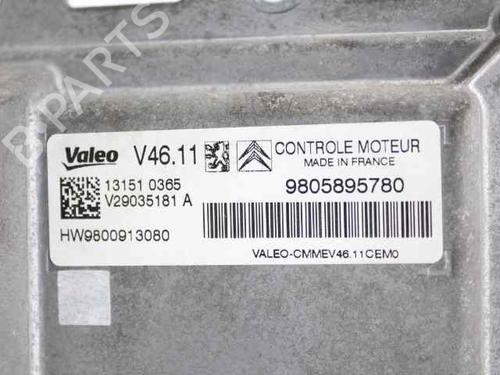 B-PARTS
Valeo V46.11 CONTROLE MOTEUR
MADE IN FRANCE
13151 0365
V29035181 A
9805895780
HW9800913080
VALEO-CMMEV46.11CEM0